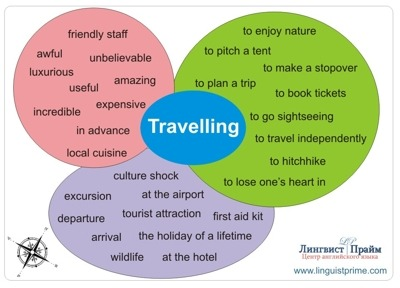 friendly staff
awful
unbelievable
luxurious
amazing
useful
expensive
incredible
in advance
local cuisine
to enjoy nature
to pitch a tent
to make a stopover
to plan a trip
to book tickets
to go sightseeing
to travel independently
to hitchhike
to lose one's heart in
Travelling
culture shock
excursion
at the airport
departure
tourist attraction
first aid kit
arrival
the holiday of a lifetime
wildlife
at the hotel
Лингвист Прайм
Центр английского языка
www.linguistprime.com